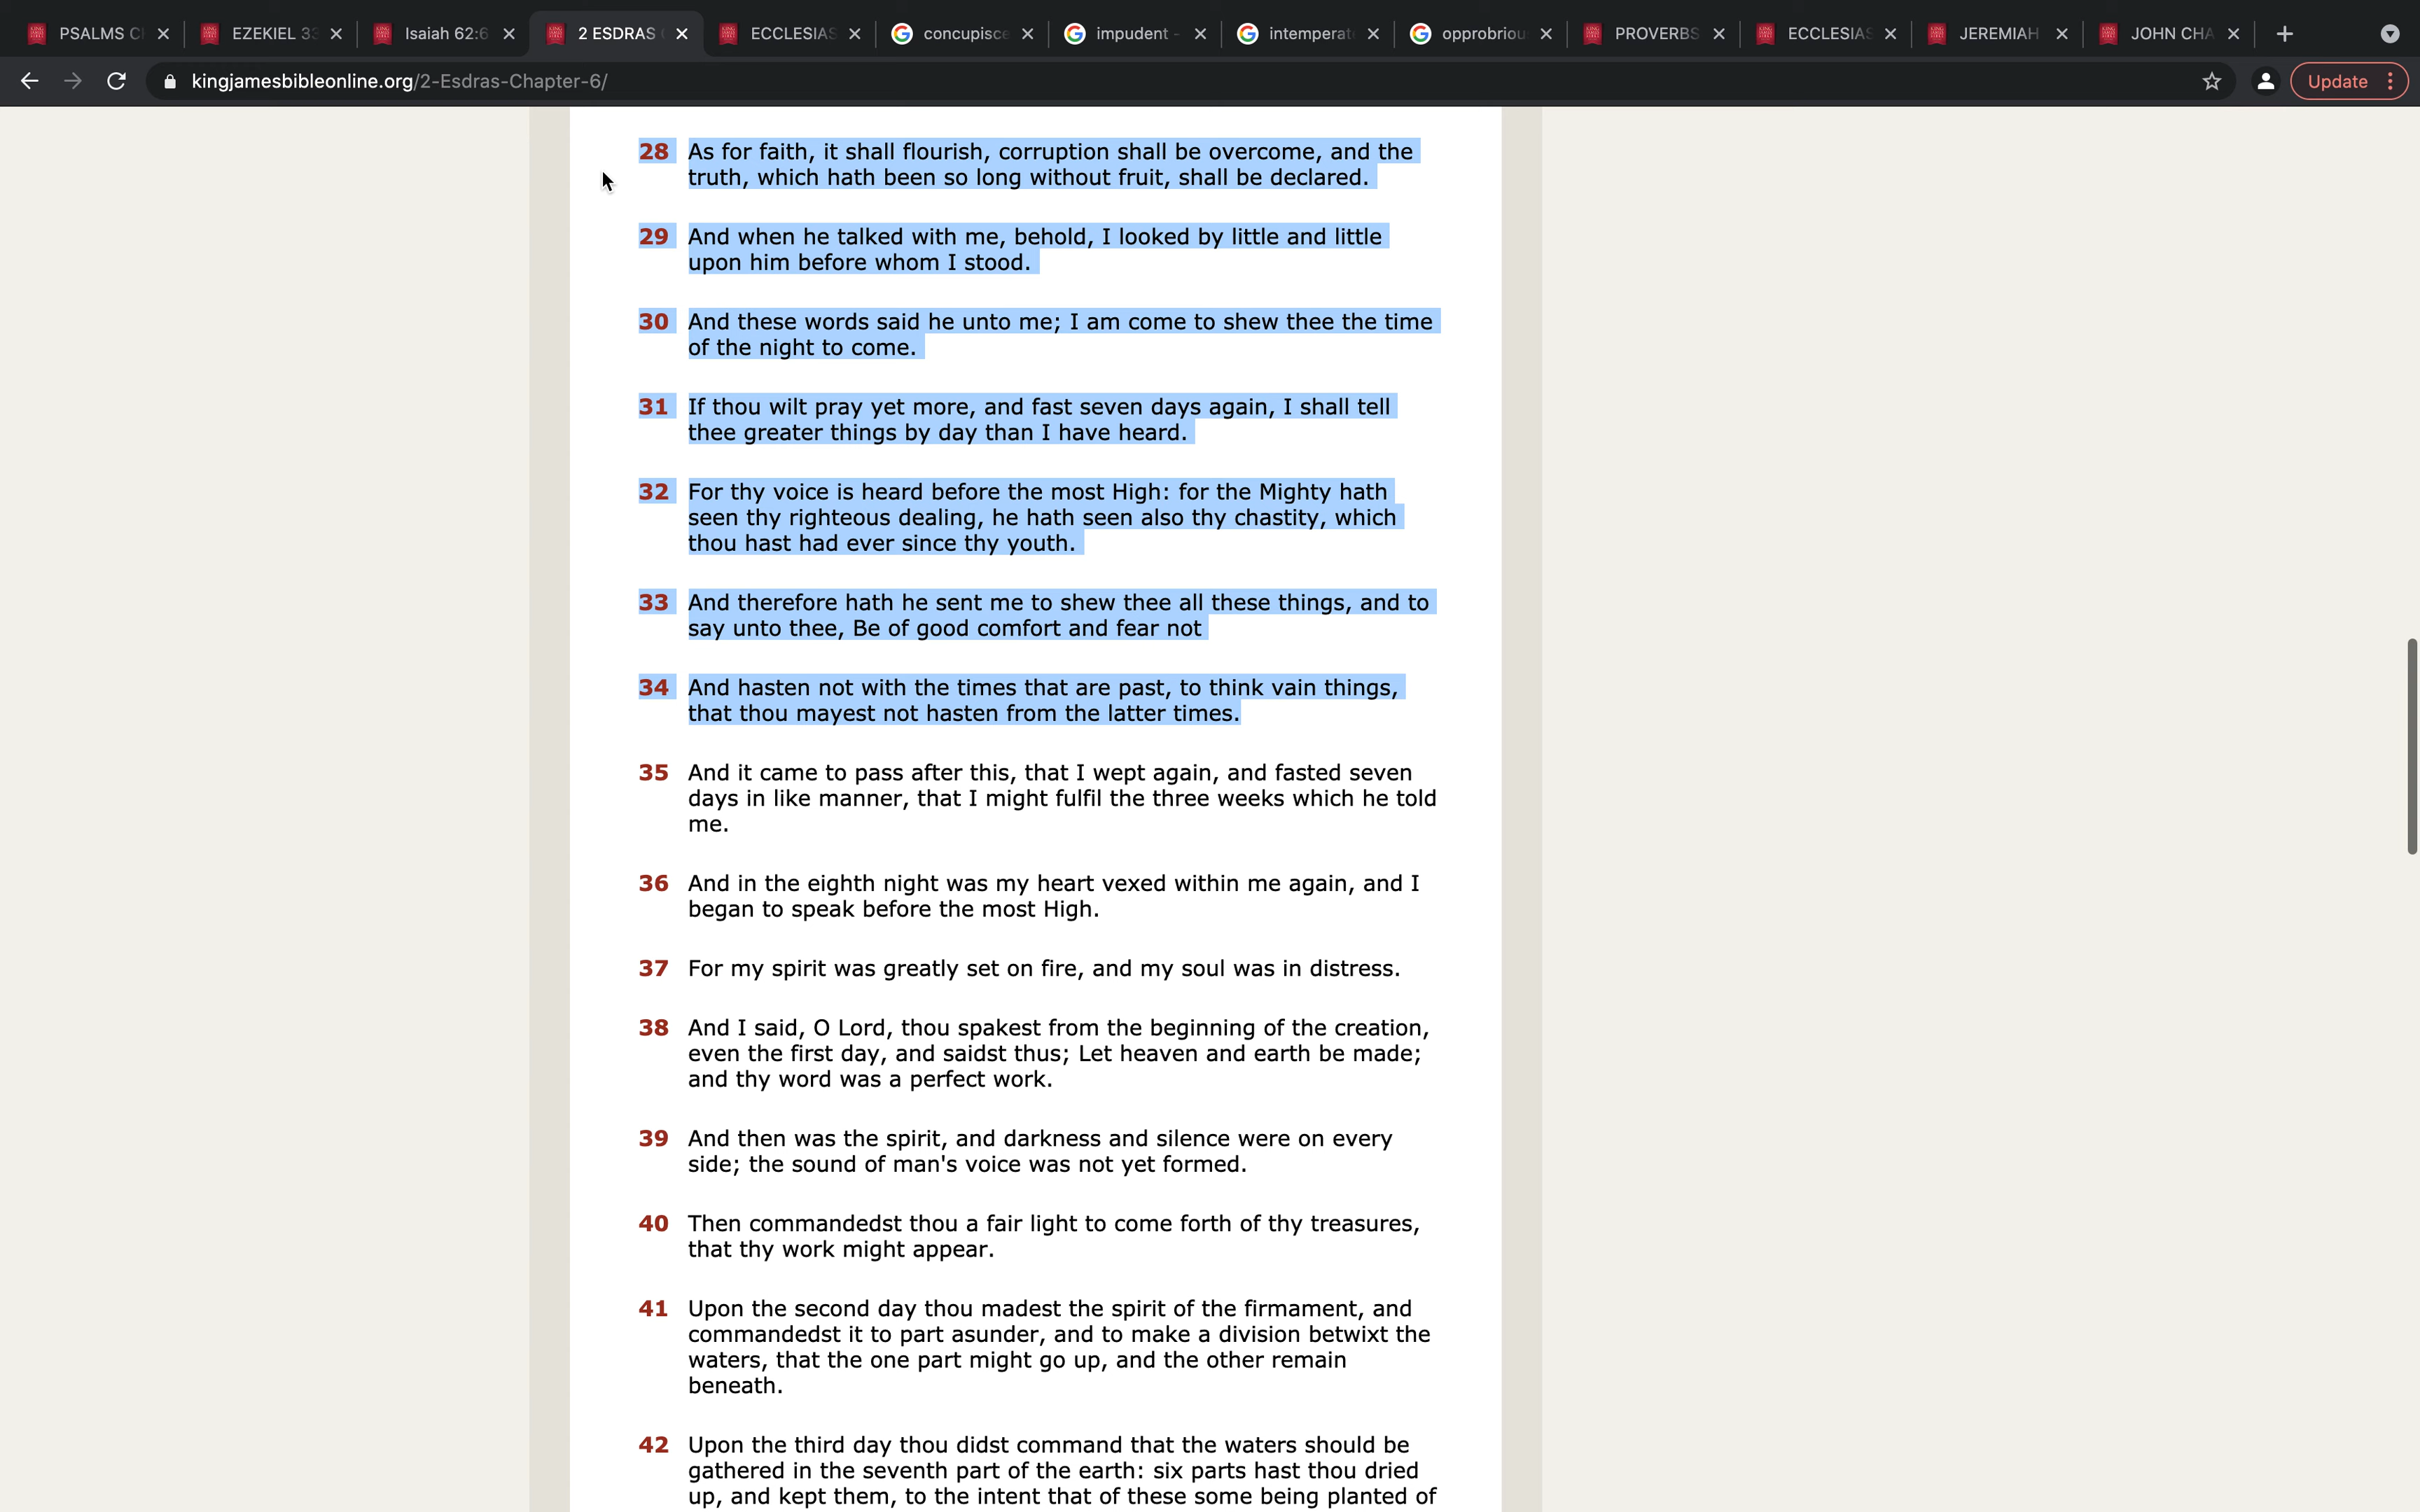 PSALMS C
EZEKIEL 33
Isaiah 62:6
2 ESDRAS
ECCLESIAS
concupisce
impudent -
intemperat
opprobriou
PROVERBS
ECCLESIAS
JEREMIAH
JOHN CHA
kingjamesbibleonline.org/2-Esdras-Chapter-6/
Update
28 As for faith, it shall flourish, corruption shall be overcome, and the
truth, which hath been so long without fruit, shall be declared.
29 And when he talked with me, behold, I looked by little and little
upon him before whom I stood.
30 And these words said he unto me; I am come to shew thee the time
of the night to come.
31 If thou wilt pray yet more, and fast seven days again, I shall tell
thee greater things by day than I have heard.
32 For thy voice is heard before the most High: for the Mighty hath
seen thy righteous dealing, he hath seen also thy chastity, which
thou hast had ever since thy youth.
33 And therefore hath he sent me to shew thee all these things, and to
say unto thee, Be of good comfort and fear not
34 And hasten not with the times that are past, to think vain things,
that thou mayest not hasten from the latter times.
35 And it came to pass after this, that I wept again, and fasted seven
days in like manner, that I might fulfil the three weeks which he told
me.
36 And in the eighth night was my heart vexed within me again, and I
began to speak before the most High.
37 For my spirit was greatly set on fire, and my soul was in distress.
38 And I said, O Lord, thou spakest from the beginning of the creation,
even the first day, and saidst thus; Let heaven and earth be made;
and thy word was a perfect work.
39 And then was the spirit, and darkness and silence were on every
side; the sound of man's voice was not yet formed.
40 Then commandedst thou a fair light to come forth of thy treasures,
that thy work might appear.
41 Upon the second day thou madest the spirit of the firmament, and
commandedst it to part asunder, and to make a division betwixt the
waters, that the one part might go up, and the other remain
beneath.
42 Upon the third day thou didst command that the waters should be
gathered in the seventh part of the earth: six parts hast thou dried
up, and kept them, to the intent that of these some being planted of